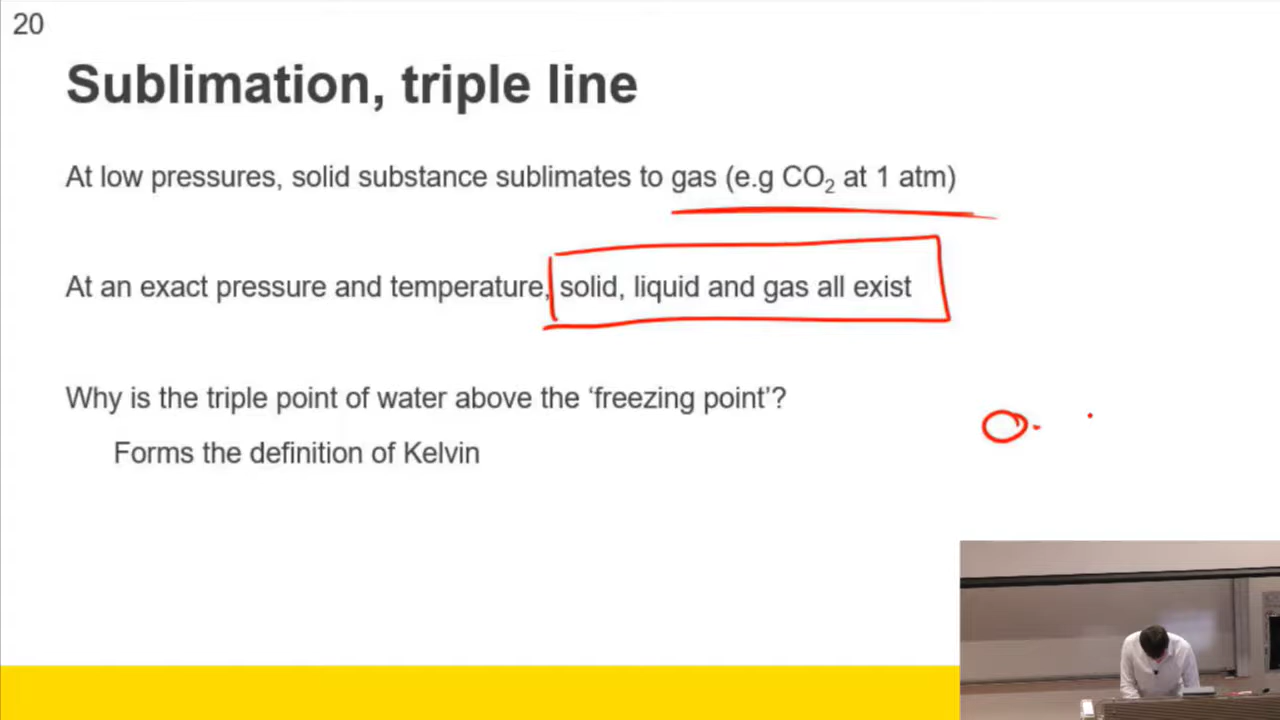 20
Sublimation, triple line
At low pressures, solid substance sublimates to gas (e.g CO₂ at 1 atm)
At an exact pressure and temperature, solid, liquid and gas all exist
Why is the triple point of water above the ‘freezing point’?
Forms the definition of Kelvin
0.